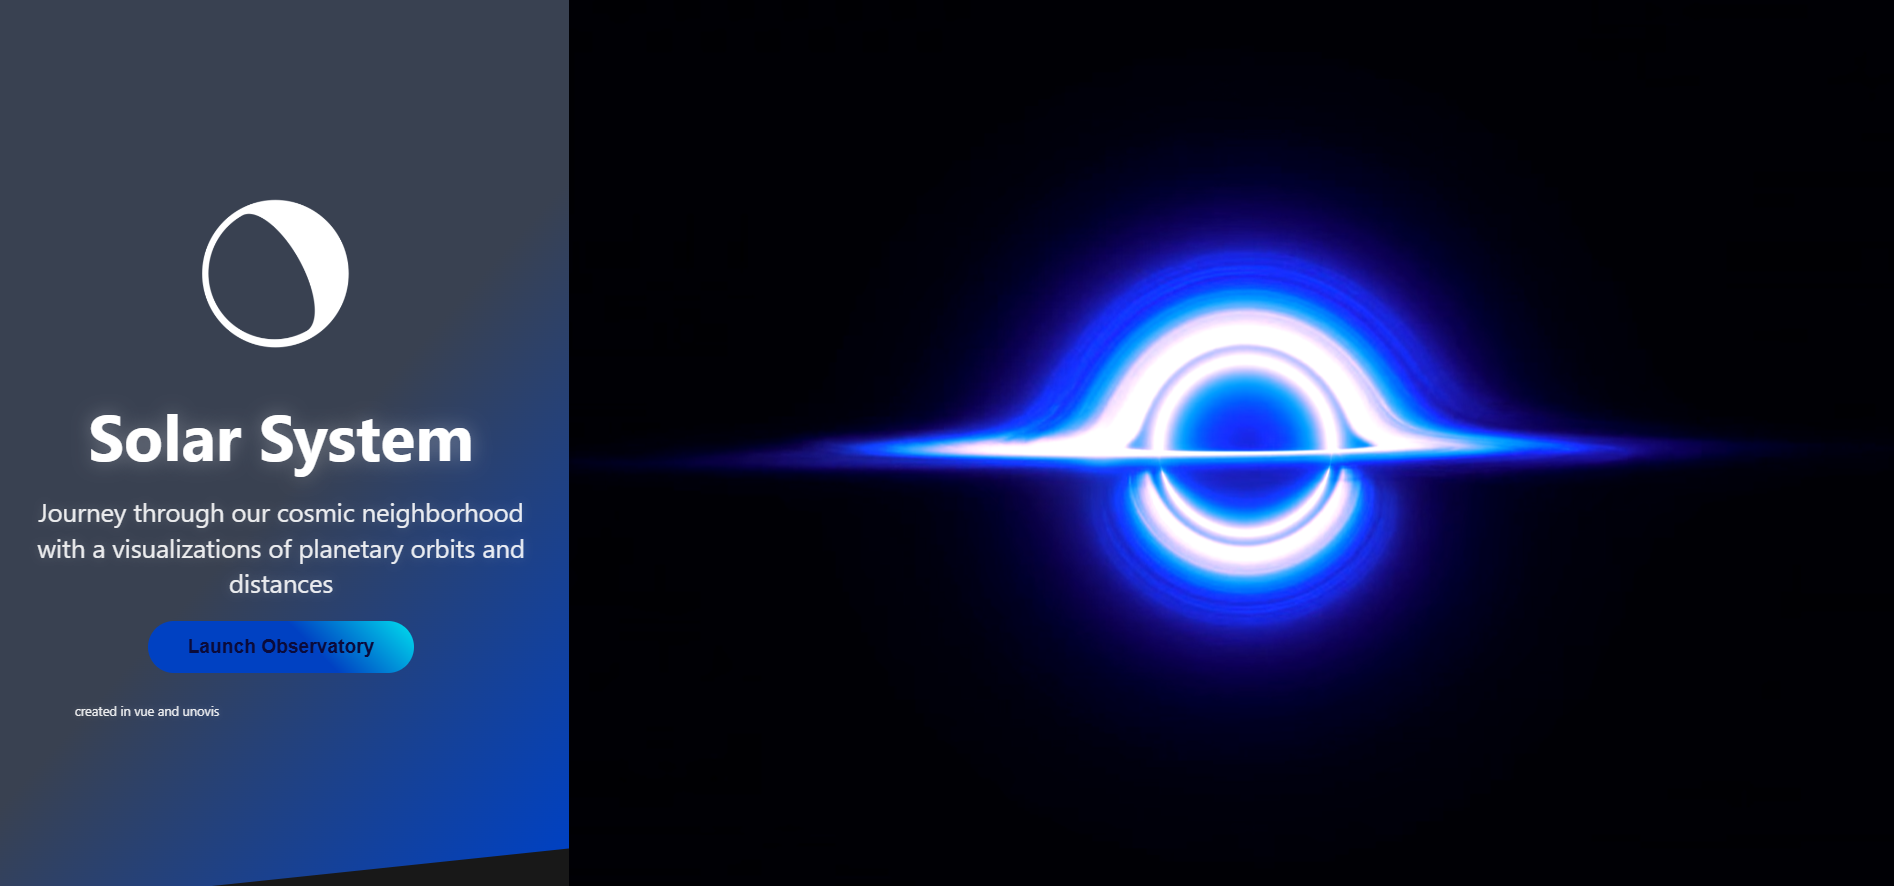 Solar System
Journey through our cosmic neighborhood
with a visualizations of planetary orbits and
distances
Launch Observatory
created in vue and unovis